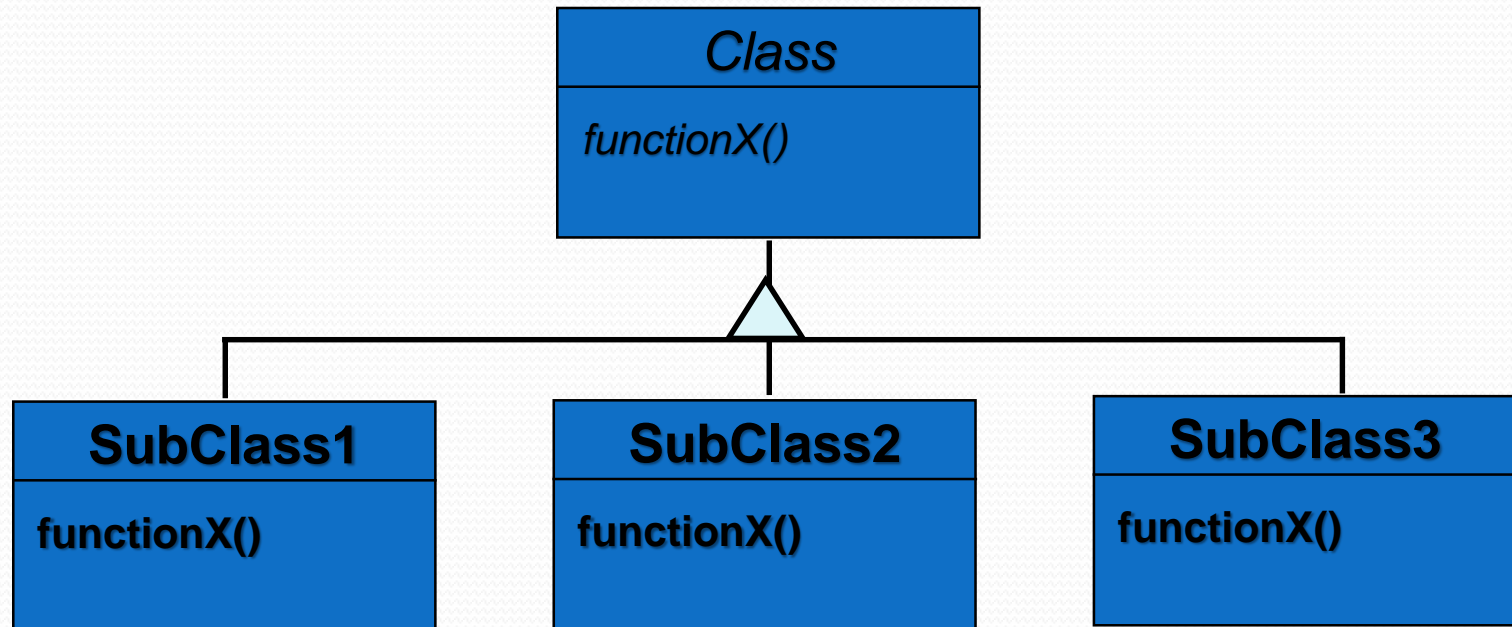 Class
functionX()
SubClass1
functionX()
SubClass2
functionX()
SubClass3
functionX()